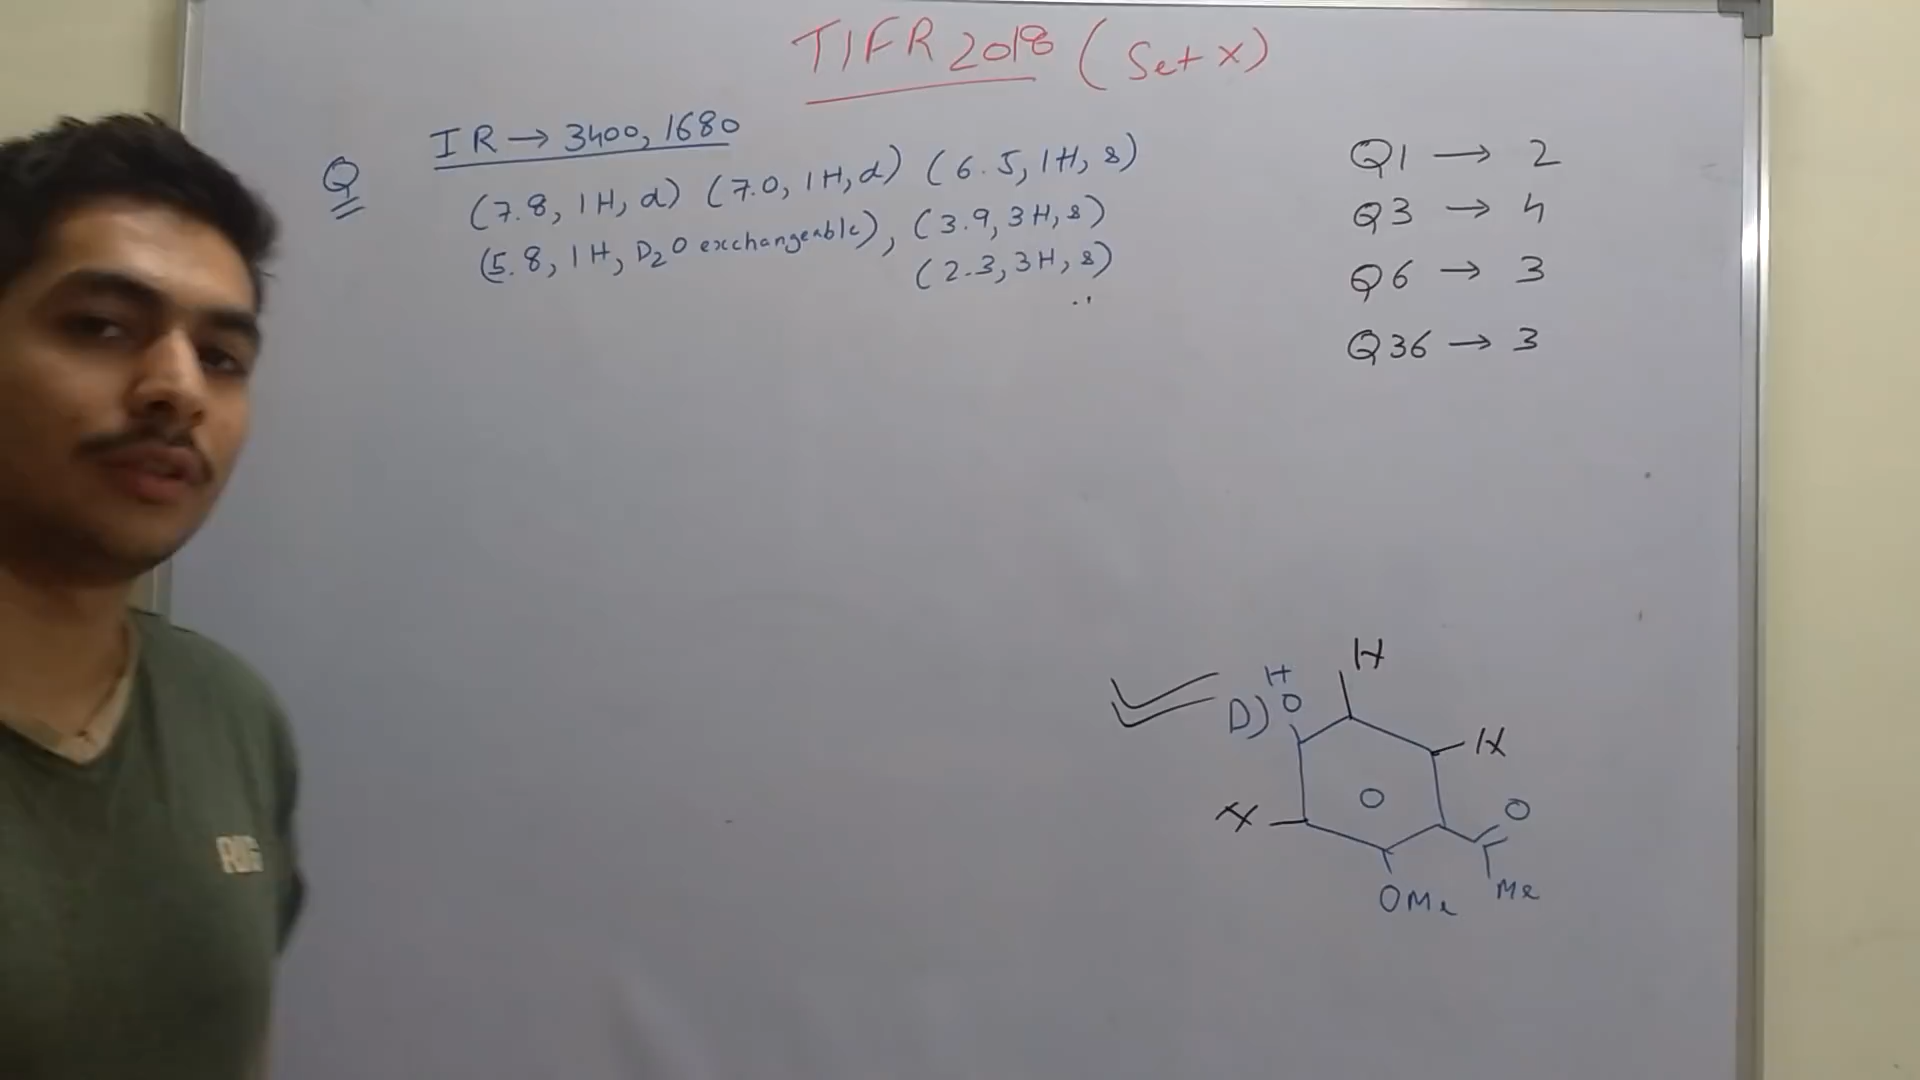 TIFR 2018 (Set X)
IR → 3400, 1680
Q
(7.8, 1H, d) (7.0, 1H, d) (6.5, 1H, s)
(5.8, 1H, D2O exchangeable), (3.9, 3H, s)
(2.3, 3H, s)
Q1 → 2
Q3 → 4
Q6 → 3
Q36 → 3
H
H
D) O
H
O
O
H
Me
OMe